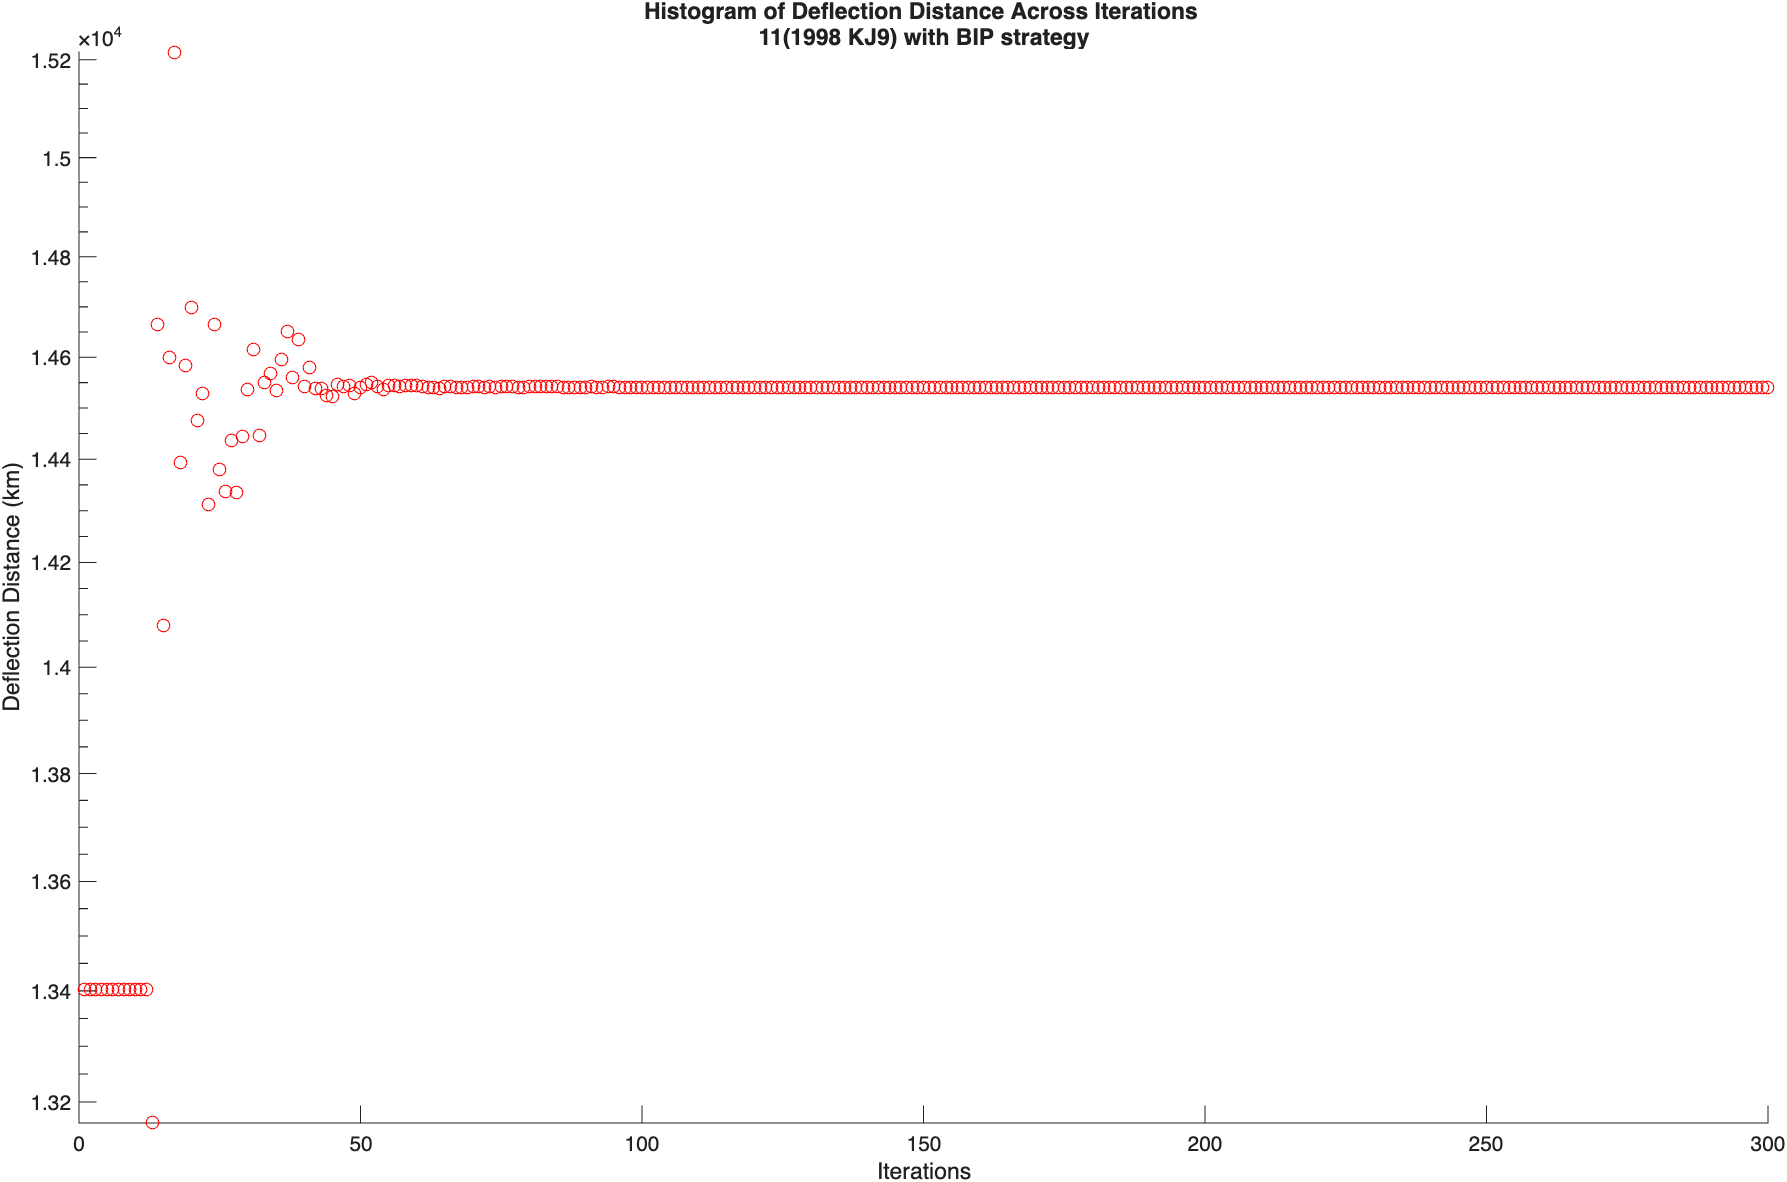 Histogram of Deflection Distance Across Iterations
11(1998 KJ9) with BIP strategy
×10⁴
1.52
1.5
1.48
1.46
1.44
1.42
1.4
1.38
1.36
1.34
1.32
Deflection Distance (km)
0 50 100 150 200 250 300
Iterations